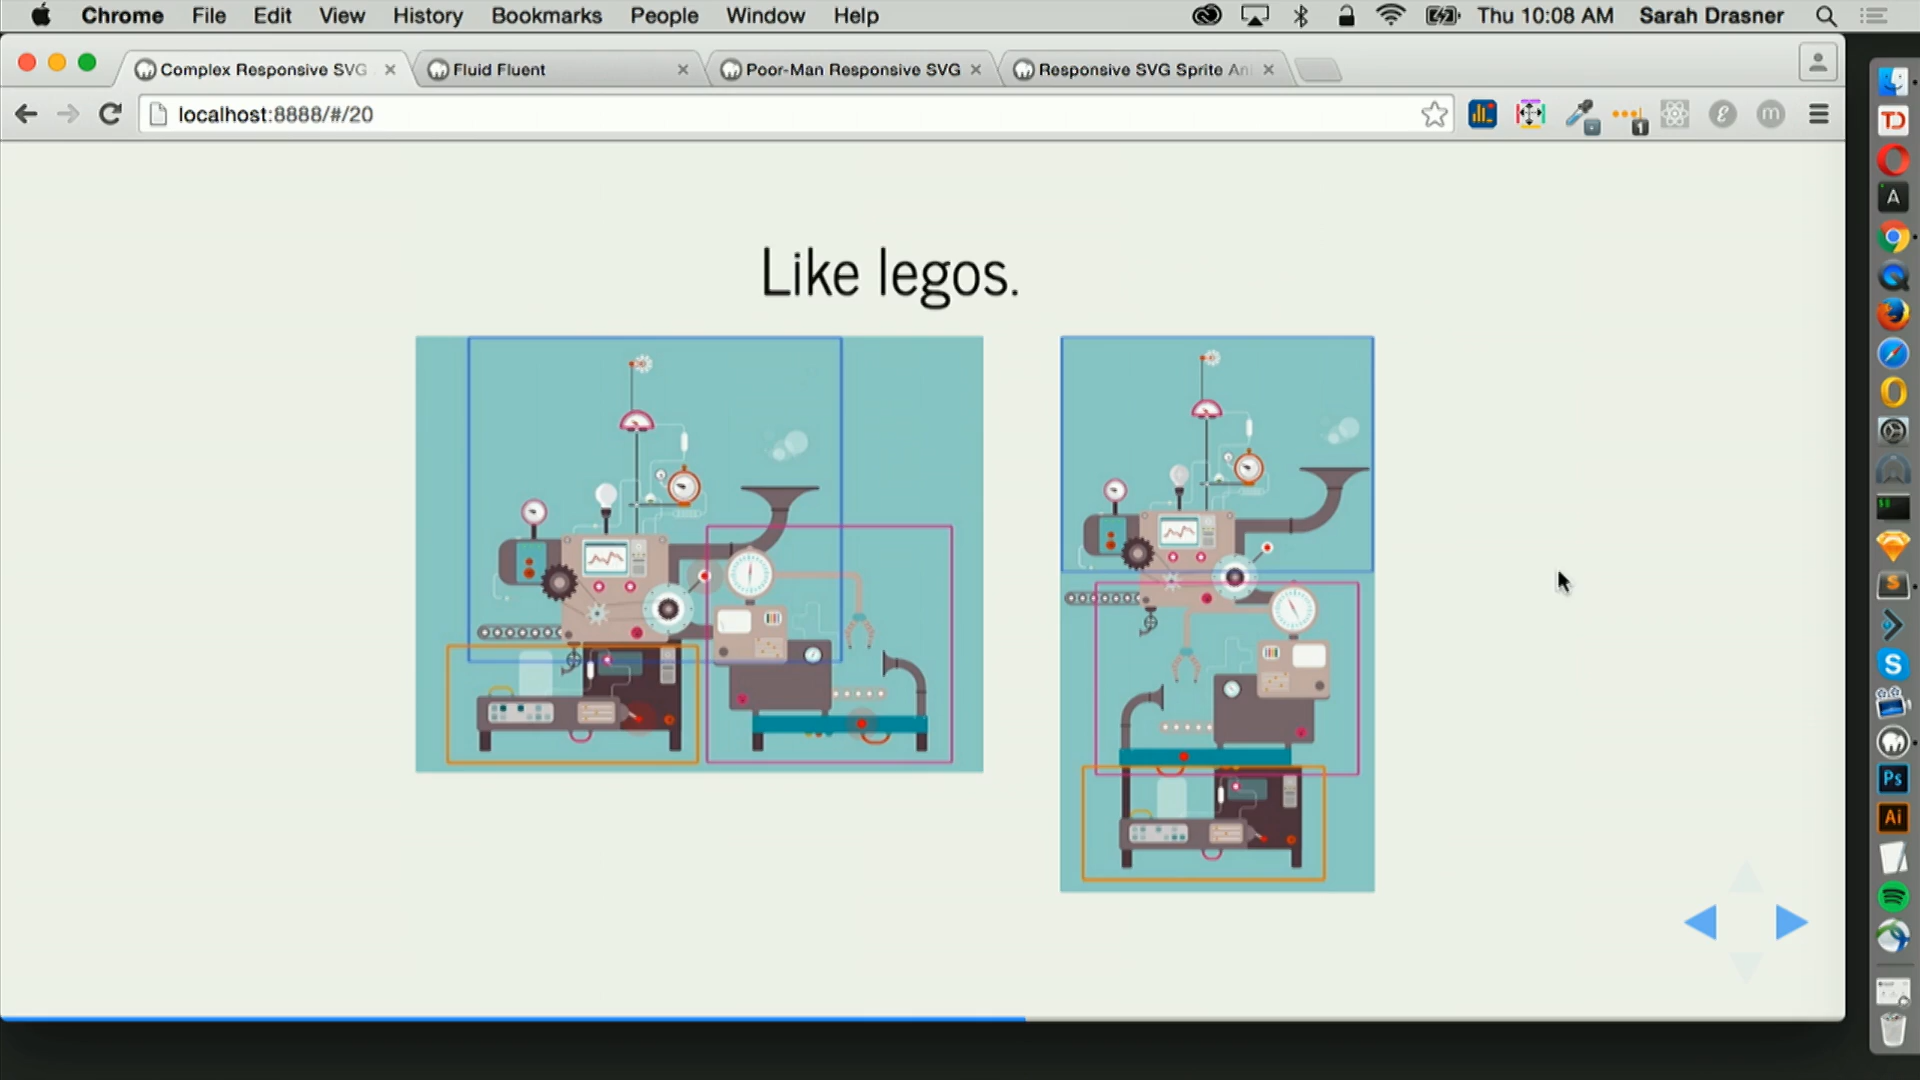 Chrome File Edit View History Bookmarks People Window Help Thu 10:08 AM Sarah Drasner
Complex Responsive SVG Fluid Fluent Poor-Man Responsive SVG Responsive SVG Sprite Ani
localhost:8888/#/20
Like legos.